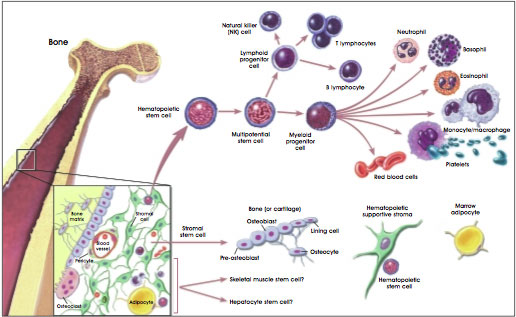 Bone
Natural killer
(NK) cell
T lymphocytes
Lymphoid
progenitor
cell
B lymphocyte
Neutrophil
Basophil
Eosinophil
Monocyte/macrophage
Platelets
Red blood cells
Hematopoietic
stem cell
Multipotential
stem cell
Myeloid
progenitor
cell
Bone
matrix
Stromal
cell
Blood
vessel
Pericyte
Osteoblast
Adipocyte
Stromal
stem cell
Bone (or cartilage)
Osteoblast
Lining cell
Pre-osteoblast
Osteocyte
Skeletal muscle stem cell?
Hepatocyte stem cell?
Hematopoietic
supportive stroma
Hematopoietic
stem cell
Marrow
adipocyte